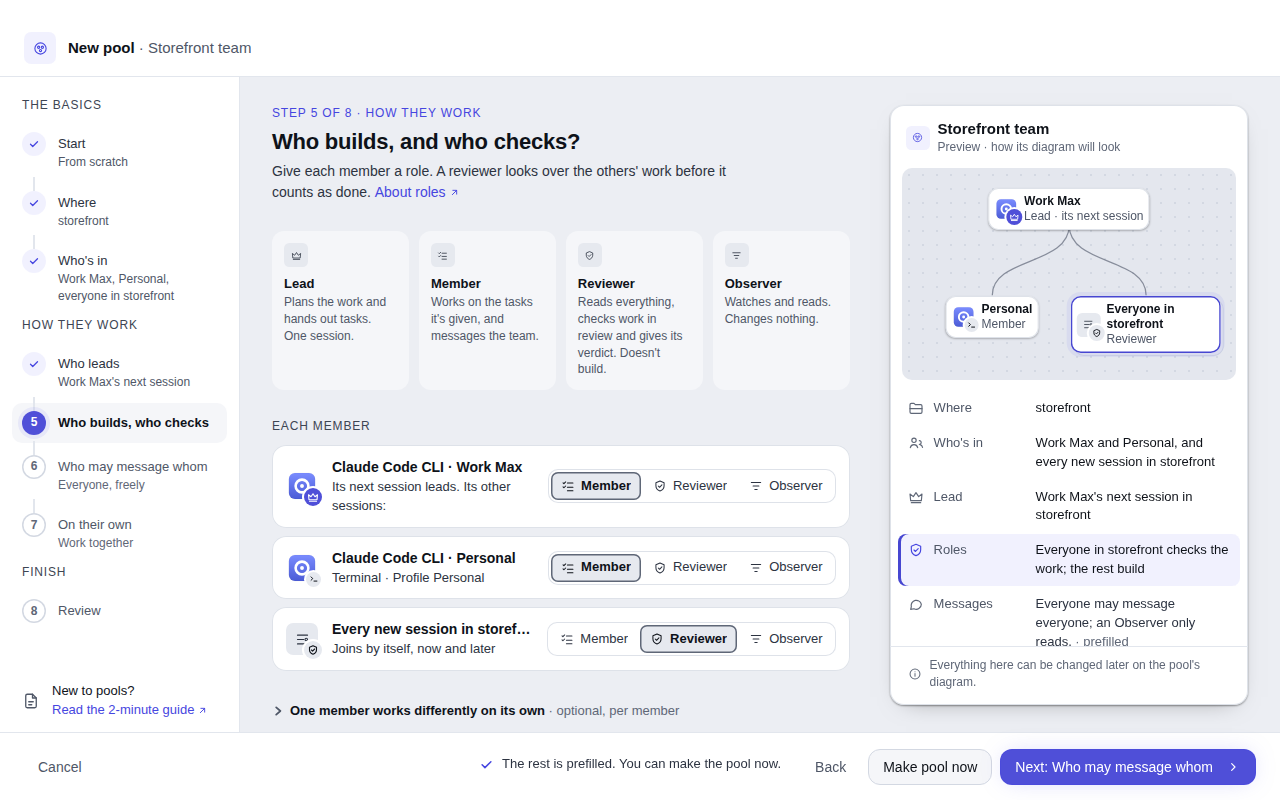 New pool · Storefront team
THE BASICS
Start
From scratch
Where
storefront
Who's in
Work Max, Personal,
everyone in storefront
HOW THEY WORK
Who leads
Work Max's next session
5
Who builds, who checks
6
Who may message whom
Everyone, freely
7
On their own
Work together
FINISH
8
Review
New to pools?
Read the 2-minute guide
STEP 5 OF 8 · HOW THEY WORK
Who builds, and who checks?
Give each member a role. A reviewer looks over the others' work before it
counts as done. About roles
Lead
Plans the work and
hands out tasks.
One session.
Member
Works on the tasks
it's given, and
messages the team.
Reviewer
Reads everything,
checks work in
review and gives its
verdict. Doesn't
build.
Observer
Watches and reads.
Changes nothing.
EACH MEMBER
Claude Code CLI · Work Max
Its next session leads. Its other
sessions:
Member
Reviewer
Observer
Claude Code CLI · Personal
Terminal · Profile Personal
Member
Reviewer
Observer
Every new session in storef…
Joins by itself, now and later
Member
Reviewer
Observer
One member works differently on its own · optional, per member
Storefront team
Preview · how its diagram will look
Work Max
Lead · its next session
Personal
Member
Everyone in
storefront
Reviewer
Where
storefront
Who's in
Work Max and Personal, and
every new session in storefront
Lead
Work Max's next session in
storefront
Roles
Everyone in storefront checks the
work; the rest build
Messages
Everyone may message
everyone; an Observer only
reads. · prefilled
Everything here can be changed later on the pool's
diagram.
Cancel
The rest is prefilled. You can make the pool now.
Back
Make pool now
Next: Who may message whom